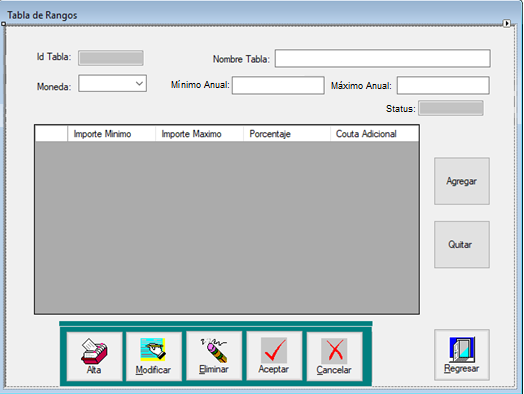 Tabla de Rangos
Id Tabla: Nombre Tabla:
Moneda: Mínimo Anual: Máximo Anual:
Status:
Importe Minimo Importe Maximo Porcentaje Couta Adicional
Agregar
Quitar
Alta Modificar Eliminar Aceptar Cancelar Regresar